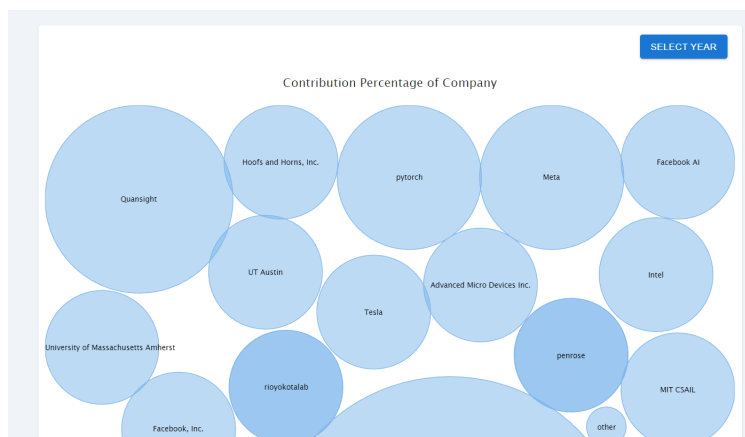 SELECT YEAR
Contribution Percentage of Company
Hoofs and Horns, Inc.
Facebook AI
pytorch
Meta
Quansight
UT Austin
Intel
Advanced Micro Devices Inc.
Tesla
University of Massachusetts Amherst
penrose
rioyokotalab
MIT CSAIL
Facebook, Inc.
other